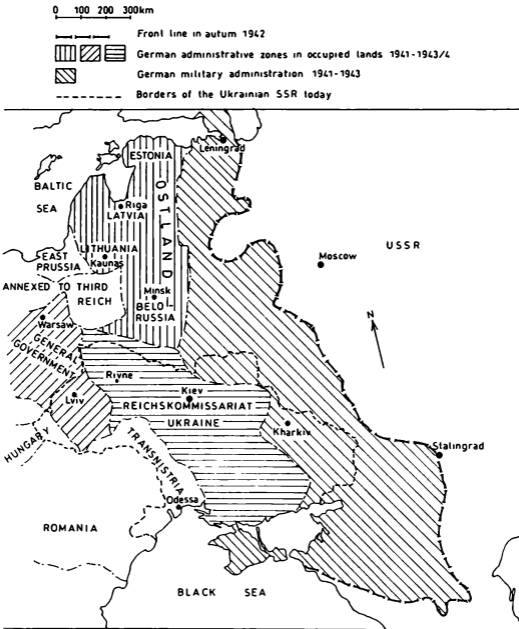 0 100 200 300km
Front line in autum 1942
German administrative zones in occupied lands 1941-1943/4
German military administration 1941-1943
Borders of the Ukrainian SSR today
Leningrad
ESTONIA
BALTIC
SEA
OSTLAND
Riga
LATVIA
LITHUANIA
Kaunas
EAST
PRUSSIA
USSR
Moscow
ANNEXED TO THIRD
REICH
Minsk
BELO-
RUSSIA
N
Warsaw
GENERAL
GOVERNMENT
Rivne
Lviv
Kiev
REICHSKOMMISSARIAT
UKRAINE
Kharkiv
HUNGARY
TRANSNISTRIA
Stalingrad
Odessa
ROMANIA
BLACK SEA